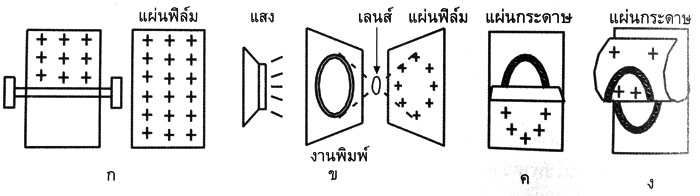 แผ่นฟิล์ม
แสง
เลนส์
แผ่นฟิล์ม
แผ่นกระดาษ
แผ่นกระดาษ
งานพิมพ์
ก
ข
ค
ง